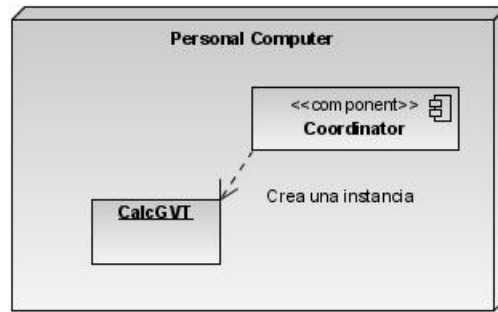 Personal Computer
<<component>>
Coordinator
Crea una instancia
CalcGVT